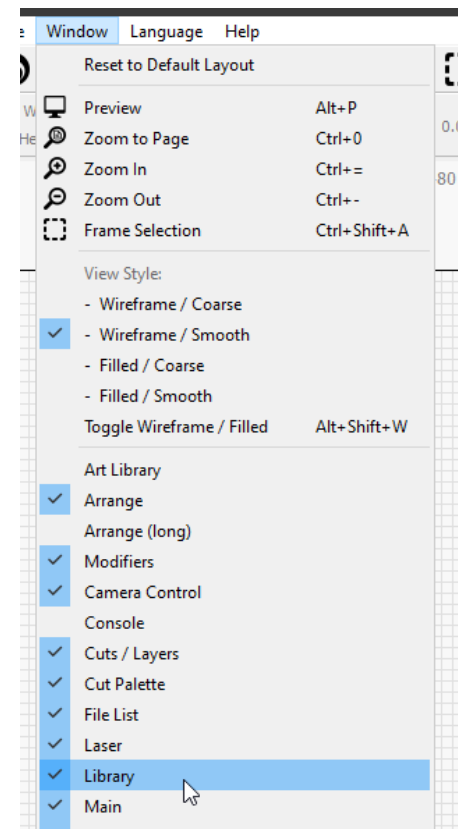 Window Language Help
Reset to Default Layout
Preview Alt+P
Zoom to Page Ctrl+0
Zoom In Ctrl+=
Zoom Out Ctrl+-
Frame Selection Ctrl+Shift+A
View Style:
- Wireframe / Coarse
- Wireframe / Smooth
- Filled / Coarse
- Filled / Smooth
Toggle Wireframe / Filled Alt+Shift+W
Art Library
Arrange
Arrange (long)
Modifiers
Camera Control
Console
Cuts / Layers
Cut Palette
File List
Laser
Library
Main